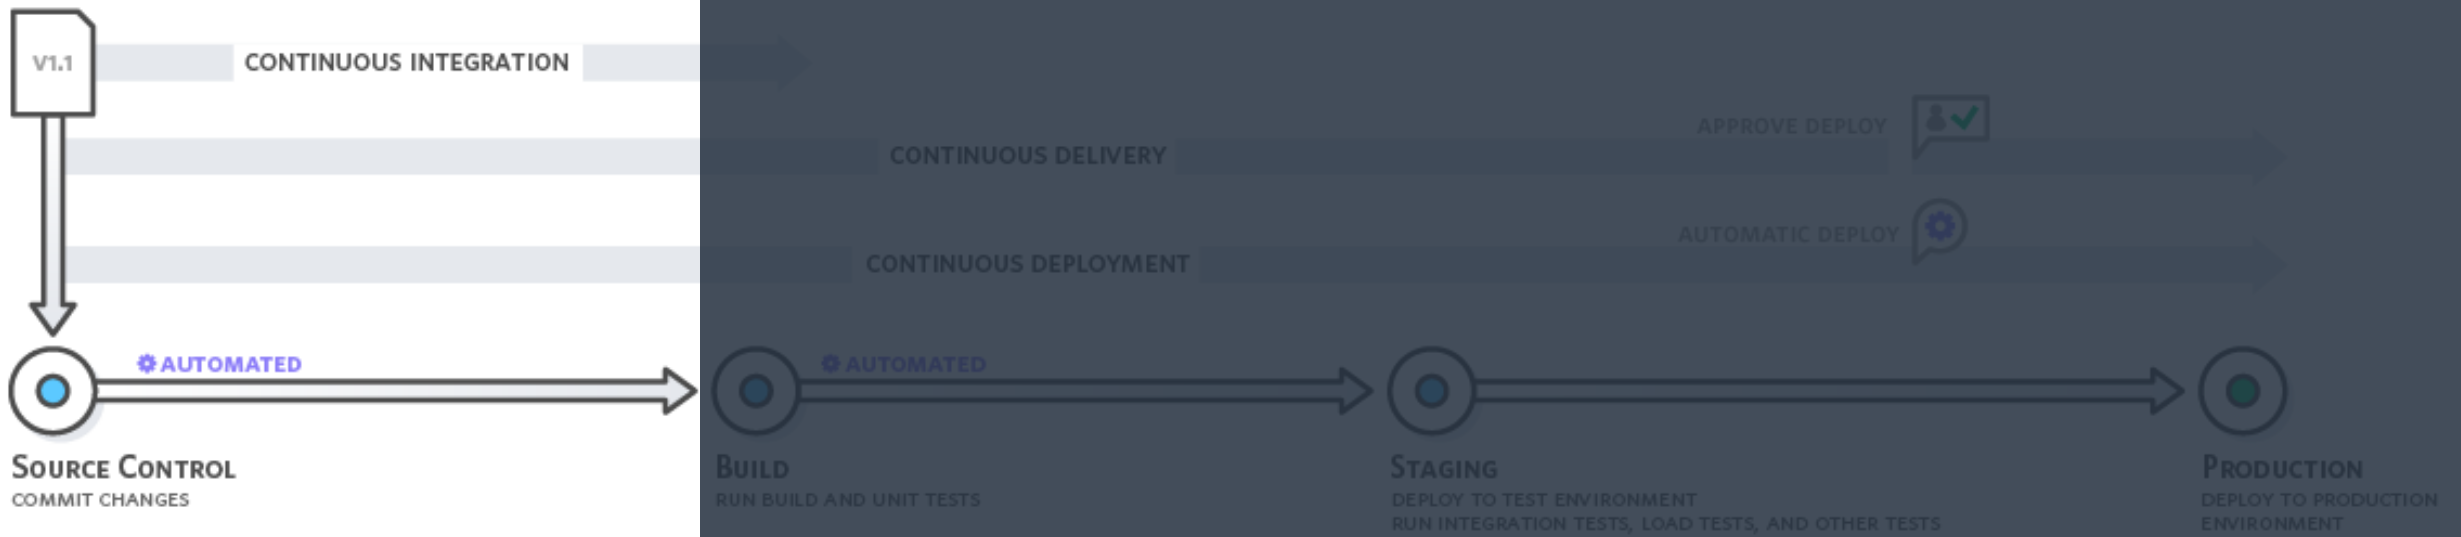 V1.1
CONTINUOUS INTEGRATION
APPROVE DEPLOY
CONTINUOUS DELIVERY
AUTOMATIC DEPLOY
CONTINUOUS DEPLOYMENT
AUTOMATED
AUTOMATED
SOURCE CONTROL
COMMIT CHANGES
BUILD
RUN BUILD AND UNIT TESTS
STAGING
DEPLOY TO TEST ENVIRONMENT
RUN INTEGRATION TESTS, LOAD TESTS, AND OTHER TESTS
PRODUCTION
DEPLOY TO PRODUCTION
ENVIRONMENT